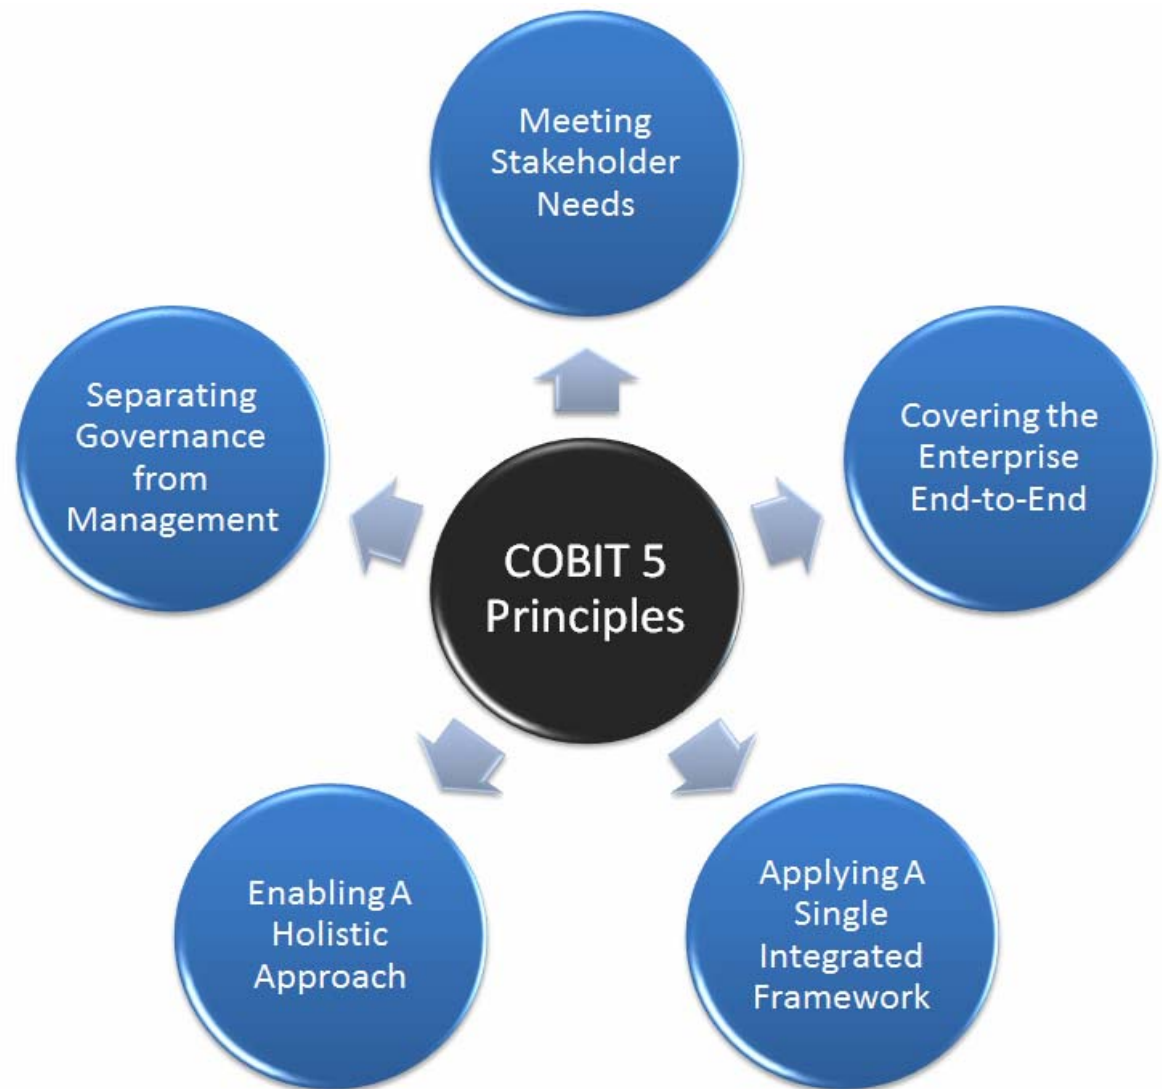 Meeting
Stakeholder
Needs
Covering the
Enterprise
End-to-End
Applying A
Single
Integrated
Framework
Enabling A
Holistic
Approach
Separating
Governance
from
Management
COBIT 5
Principles